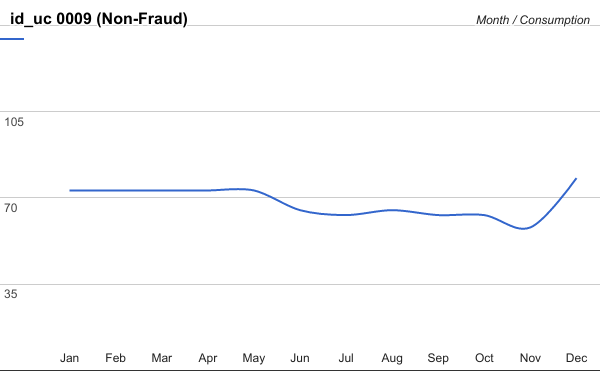 id_uc 0009 (Non-Fraud)
Month / Consumption
105
70
35
Jan Feb Mar Apr May Jun Jul Aug Sep Oct Nov Dec